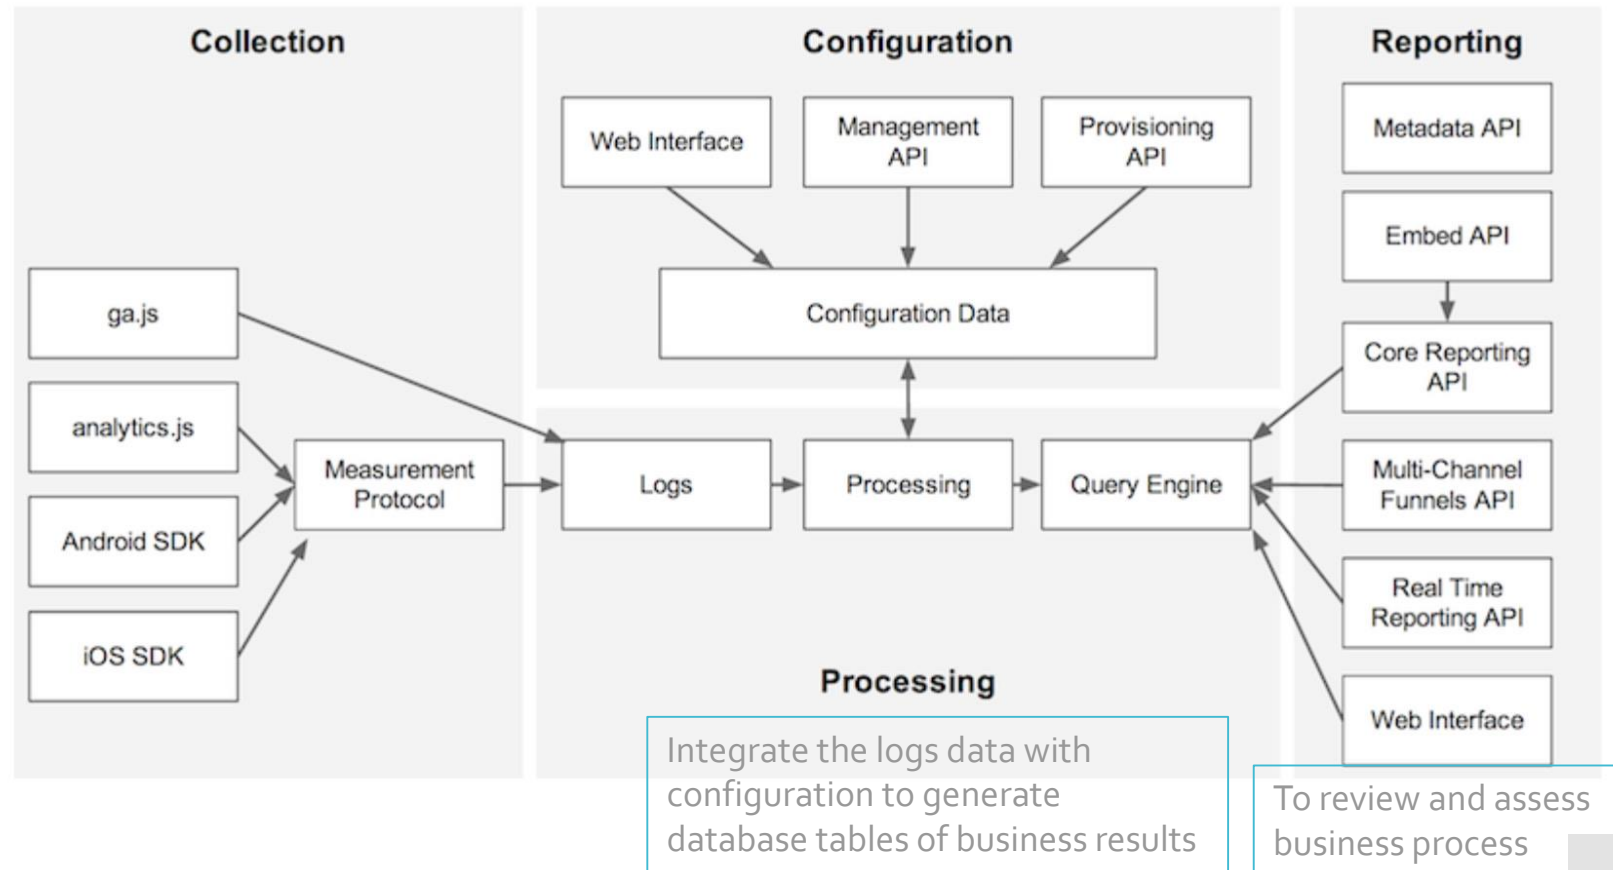 Collection
ga.js
analytics.js
Android SDK
iOS SDK
Measurement
Protocol
Configuration
Web Interface
Management
API
Provisioning
API
Configuration Data
Logs
Processing
Query Engine
Processing
Integrate the logs data with
configuration to generate
database tables of business results
Reporting
Metadata API
Embed API
Core Reporting
API
Multi-Channel
Funnels API
Real Time
Reporting API
Web Interface
To review and assess
business process